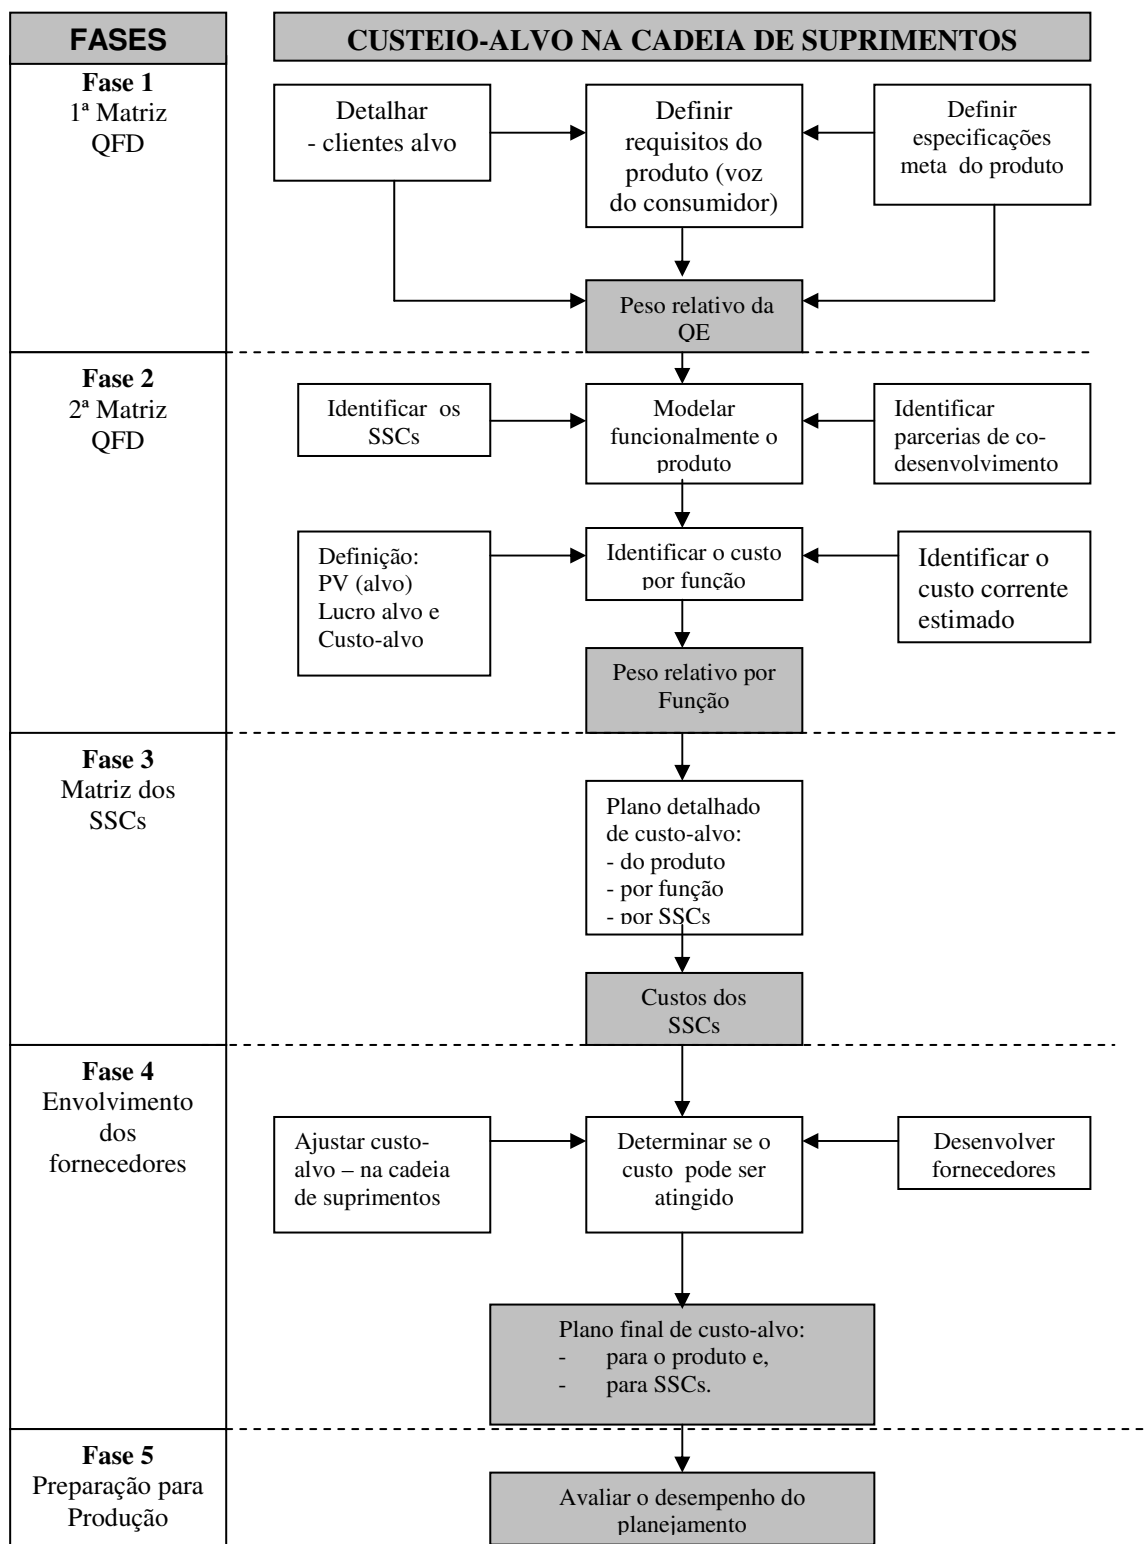 FASES
CUSTEIO-ALVO NA CADEIA DE SUPRIMENTOS
Fase 1
1ª Matriz
QFD
Detalhar
- clientes alvo
Definir
requisitos do
produto (voz
do consumidor)
Definir
especificações
meta do produto
Peso relativo da
QE
Fase 2
2ª Matriz
QFD
Identificar os
SSCs
Modelar
funcionalmente o
produto
Identificar
parcerias de co-
desenvolvimento
Definição:
PV (alvo)
Lucro alvo e
Custo-alvo
Identificar o custo
por função
Identificar o
custo corrente
estimado
Peso relativo por
Função
Fase 3
Matriz dos
SSCs
Plano detalhado
de custo-alvo:
- do produto
- por função
- por SSCs
Custos dos
SSCs
Fase 4
Envolvimento
dos
fornecedores
Ajustar custo-
alvo – na cadeia
de suprimentos
Determinar se o
custo pode ser
atingido
Desenvolver
fornecedores
Plano final de custo-alvo:
- para o produto e,
- para SSCs.
Fase 5
Preparação para
Produção
Avaliar o desempenho do
planejamento